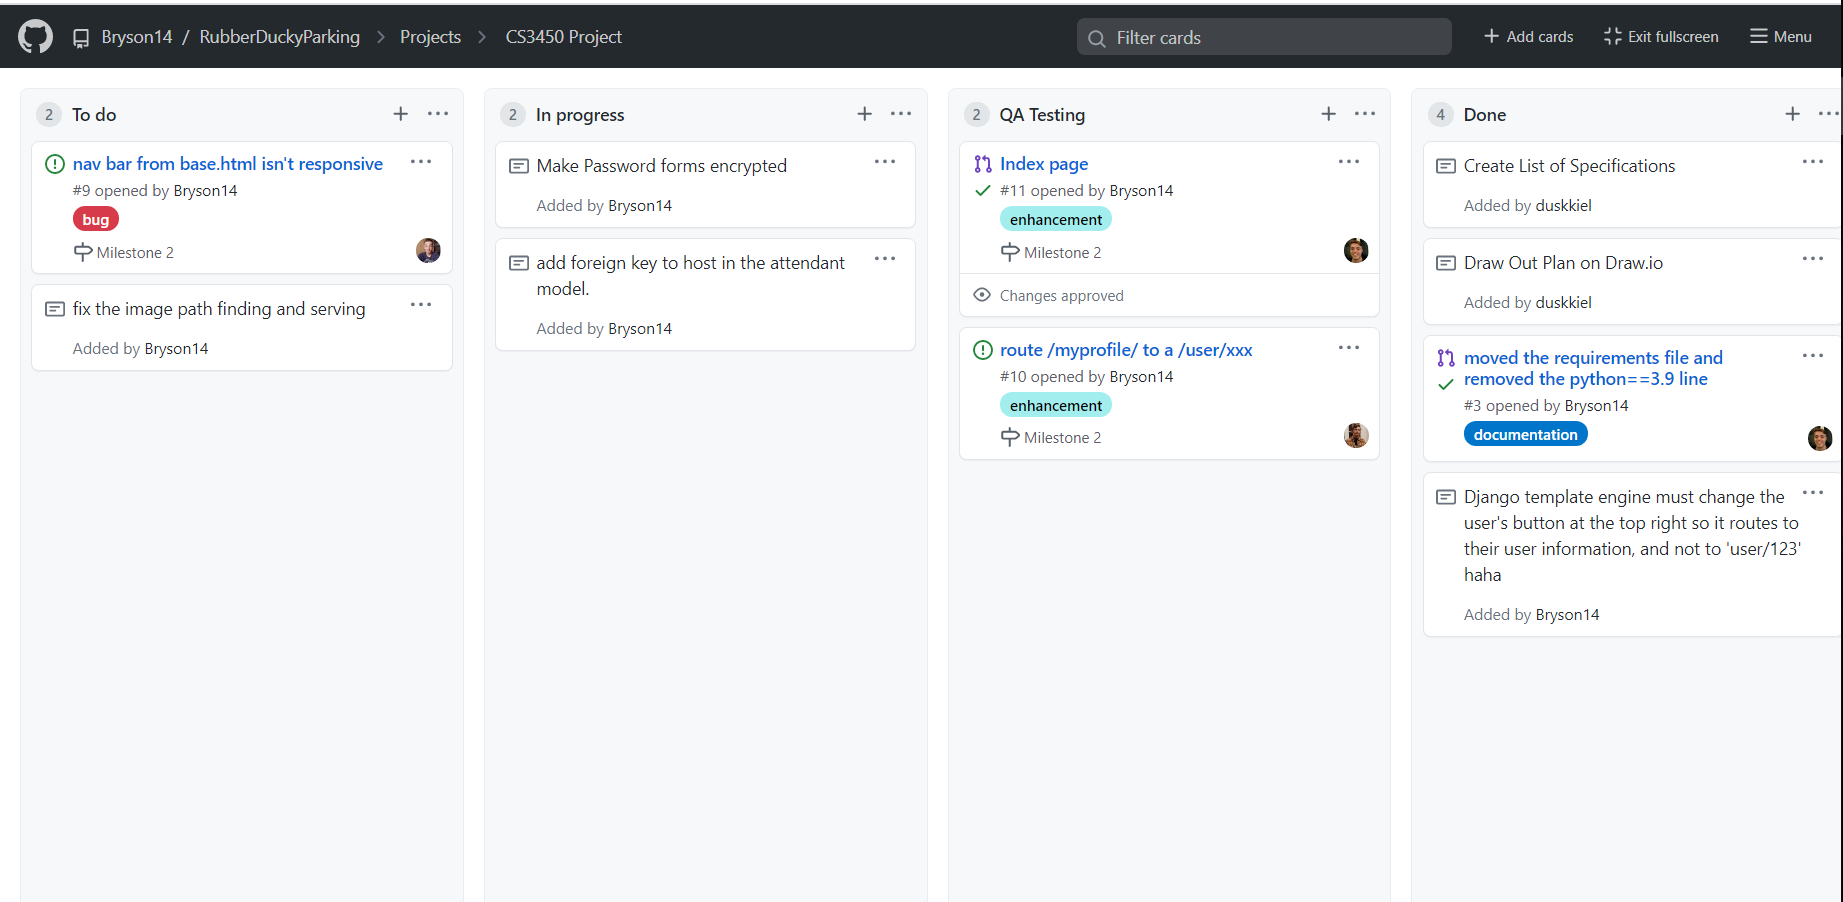 Bryson14 / RubberDuckyParking > Projects > CS3450 Project
Filter cards
Add cards
Exit fullscreen
Menu
2 To do
nav bar from base.html isn't responsive
#9 opened by Bryson14
bug
Milestone 2
fix the image path finding and serving
Added by Bryson14
2 In progress
Make Password forms encrypted
Added by Bryson14
add foreign key to host in the attendant
model.
Added by Bryson14
2 QA Testing
Index page
#11 opened by Bryson14
enhancement
Milestone 2
Changes approved
route /myprofile/ to a /user/xxx
#10 opened by Bryson14
enhancement
Milestone 2
4 Done
Create List of Specifications
Added by duskkiel
Draw Out Plan on Draw.io
Added by duskkiel
moved the requirements file and
removed the python==3.9 line
#3 opened by Bryson14
documentation
Django template engine must change the
user's button at the top right so it routes to
their user information, and not to 'user/123'
haha
Added by Bryson14